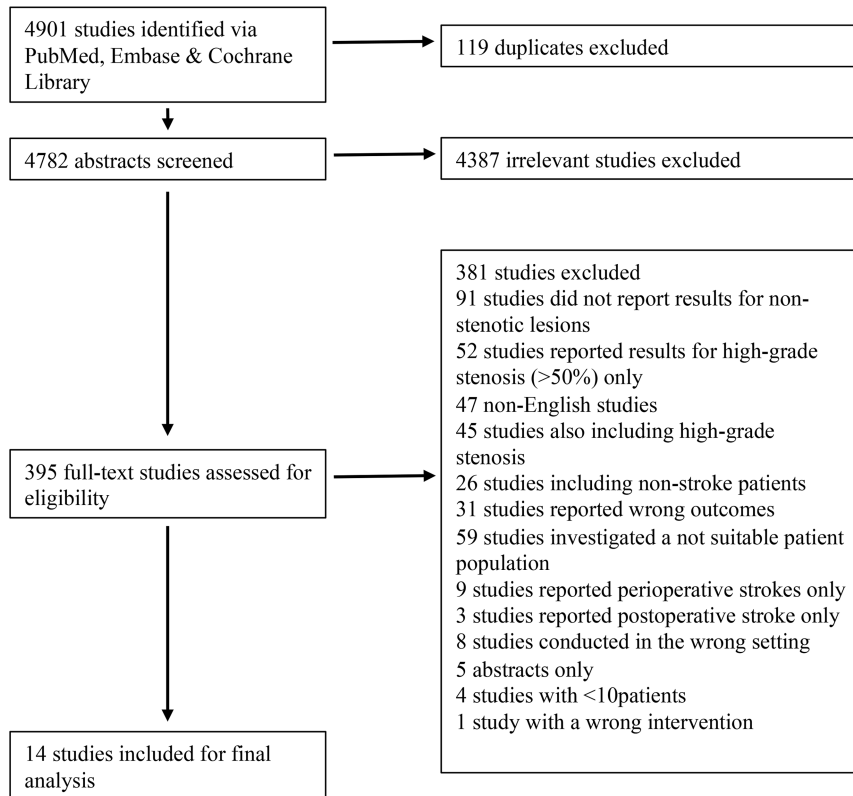 4901 studies identified via
PubMed, Embase & Cochrane
Library
119 duplicates excluded
4782 abstracts screened
4387 irrelevant studies excluded
395 full-text studies assessed for
eligibility
381 studies excluded
91 studies did not report results for non-
stenotic lesions
52 studies reported results for high-grade
stenosis (>50%) only
47 non-English studies
45 studies also including high-grade
stenosis
26 studies including non-stroke patients
31 studies reported wrong outcomes
59 studies investigated a not suitable patient
population
9 studies reported perioperative strokes only
3 studies reported postoperative stroke only
8 studies conducted in the wrong setting
5 abstracts only
4 studies with <10patients
1 study with a wrong intervention
14 studies included for final
analysis